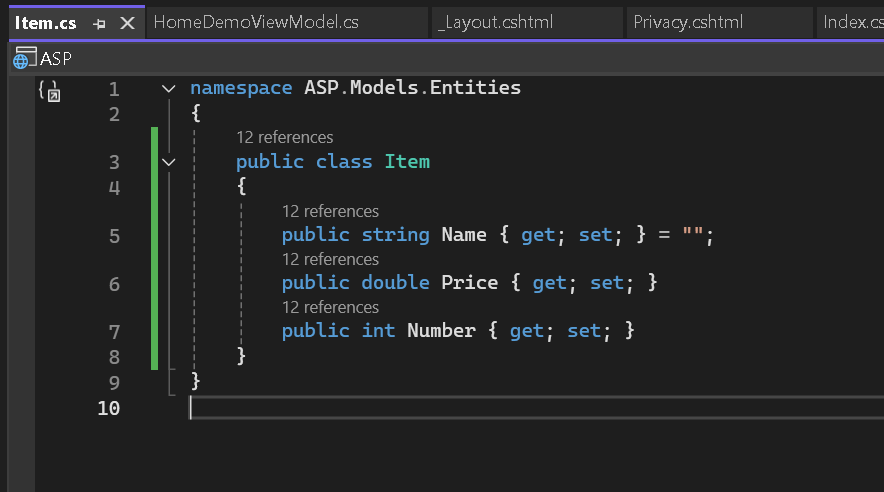 Item.cs HomeDemoViewModel.cs _Layout.cshtml Privacy.cshtml Index.cs
ASP
1 namespace ASP.Models.Entities
2 {
12 references
3 public class Item
4 {
12 references
5 public string Name { get; set; } = "";
12 references
6 public double Price { get; set; }
12 references
7 public int Number { get; set; }
8 }
9 }
10